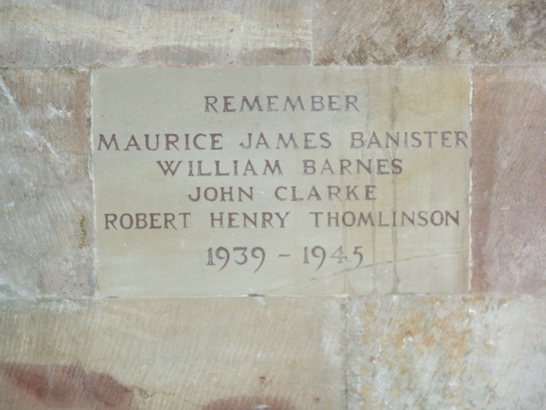 REMEMBER
MAURICE JAMES BANISTER
WILLIAM BARNES
JOHN CLARKE
ROBERT HENRY THOMLINSON
1939 - 1945